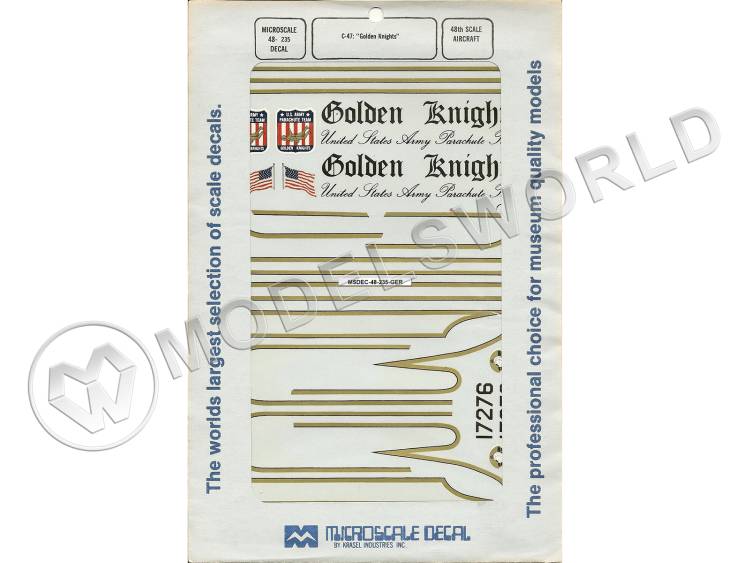 MICROSCALE
48- 235
DECAL
C-47: "Golden Knights"
48th SCALE
AIRCRAFT
The worlds largest selection of scale decals.
The professional choice for museum quality models
U.S. ARMY
PARACHUTE TEAM
GOLDEN KNIGHTS
Golden Knigh
United States Army Parachute
Golden Knigh
United States Army Parachute
MSDEC-48-235-GER
17276
MODELSWORLD
MICROSCALE DECAL
BY KRASEL INDUSTRIES, INC.